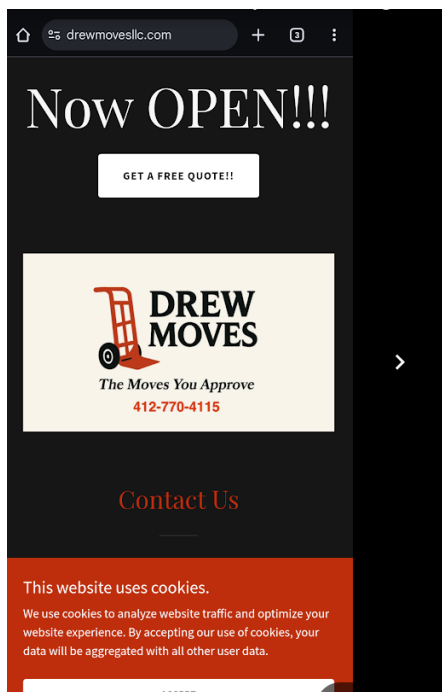 drewmovesllc.com
3
Now OPEN!!!
GET A FREE QUOTE!!
DREW
MOVES
The Moves You Approve
412-770-4115
Contact Us
This website uses cookies.
We use cookies to analyze website traffic and optimize your
website experience. By accepting our use of cookies, your
data will be aggregated with all other user data.